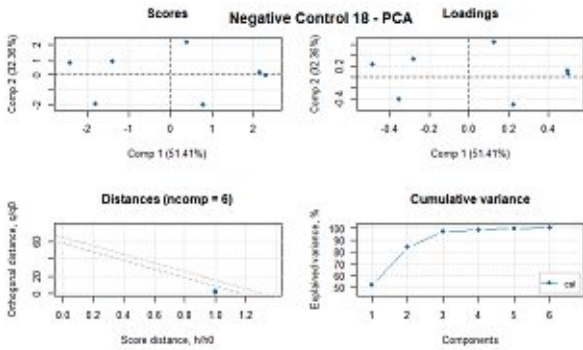 Negative Control 18 - PCA
Scores
Comp 2 (32.36%)
2
1
0
-2
-2
-1
0
1
2
Comp 1 (51.41%)
Loadings
Comp 2 (32.36%)
0.2
-0.4
-0.4
-0.2
0.0
0.2
0.4
Comp 1 (51.41%)
Distances (ncomp = 6)
Orthogonal distance, q/q0
60
20
0
0.0
0.2
0.4
0.6
0.8
1.0
1.2
Score distance, h/h0
Cumulative variance
Explained variance, %
100
90
80
70
60
50
1
2
3
4
5
6
cal
Components